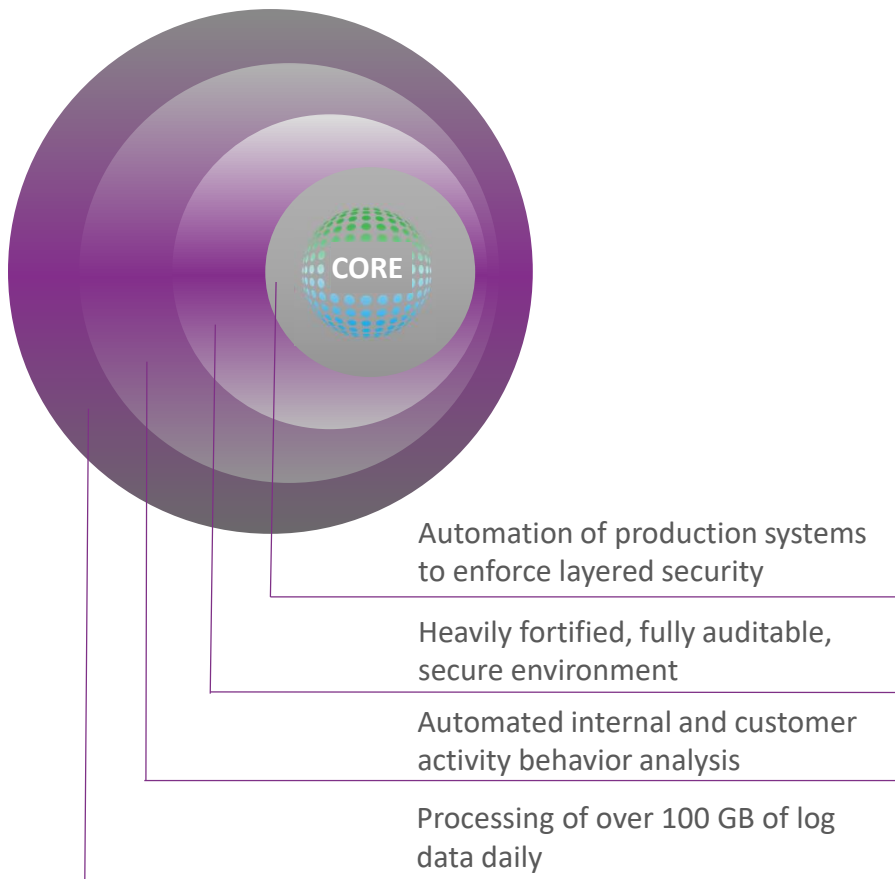 CORE
Automation of production systems
to enforce layered security
Heavily fortified, fully auditable,
secure environment
Automated internal and customer
activity behavior analysis
Processing of over 100 GB of log
data daily